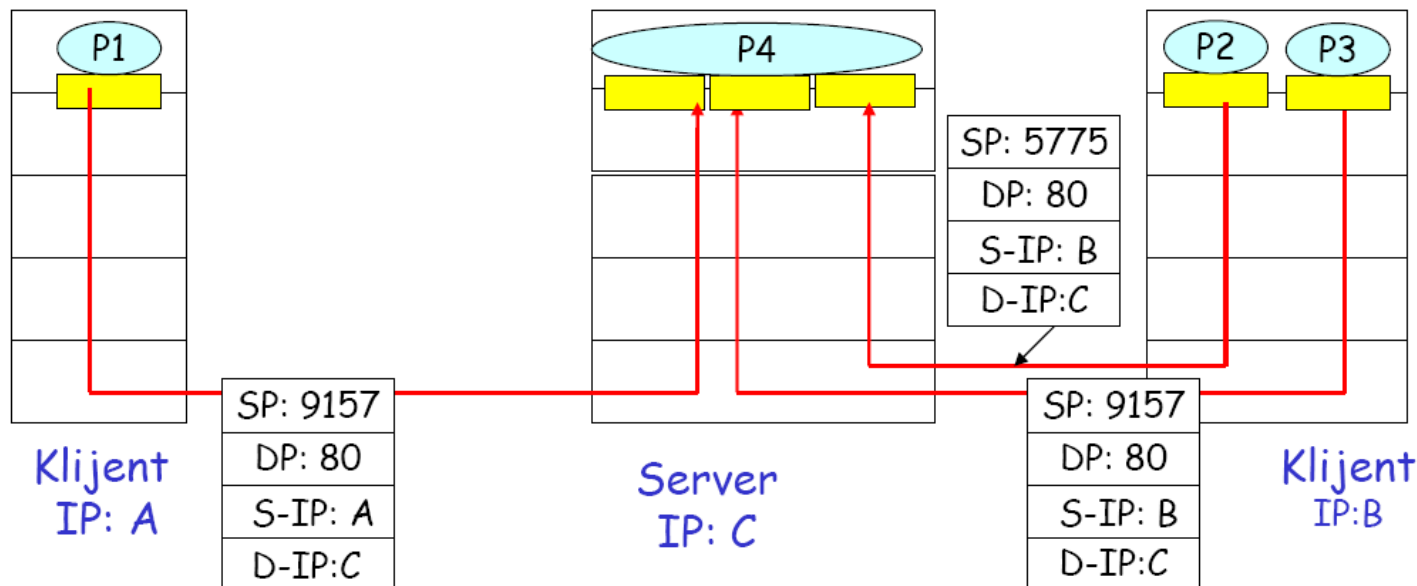 P1
P4
P2
P3
SP: 5775
DP: 80
S-IP: B
D-IP:C
SP: 9157
DP: 80
S-IP: A
D-IP:C
SP: 9157
DP: 80
S-IP: B
D-IP:C
Klijent
IP: A
Server
IP: C
Klijent
IP:B